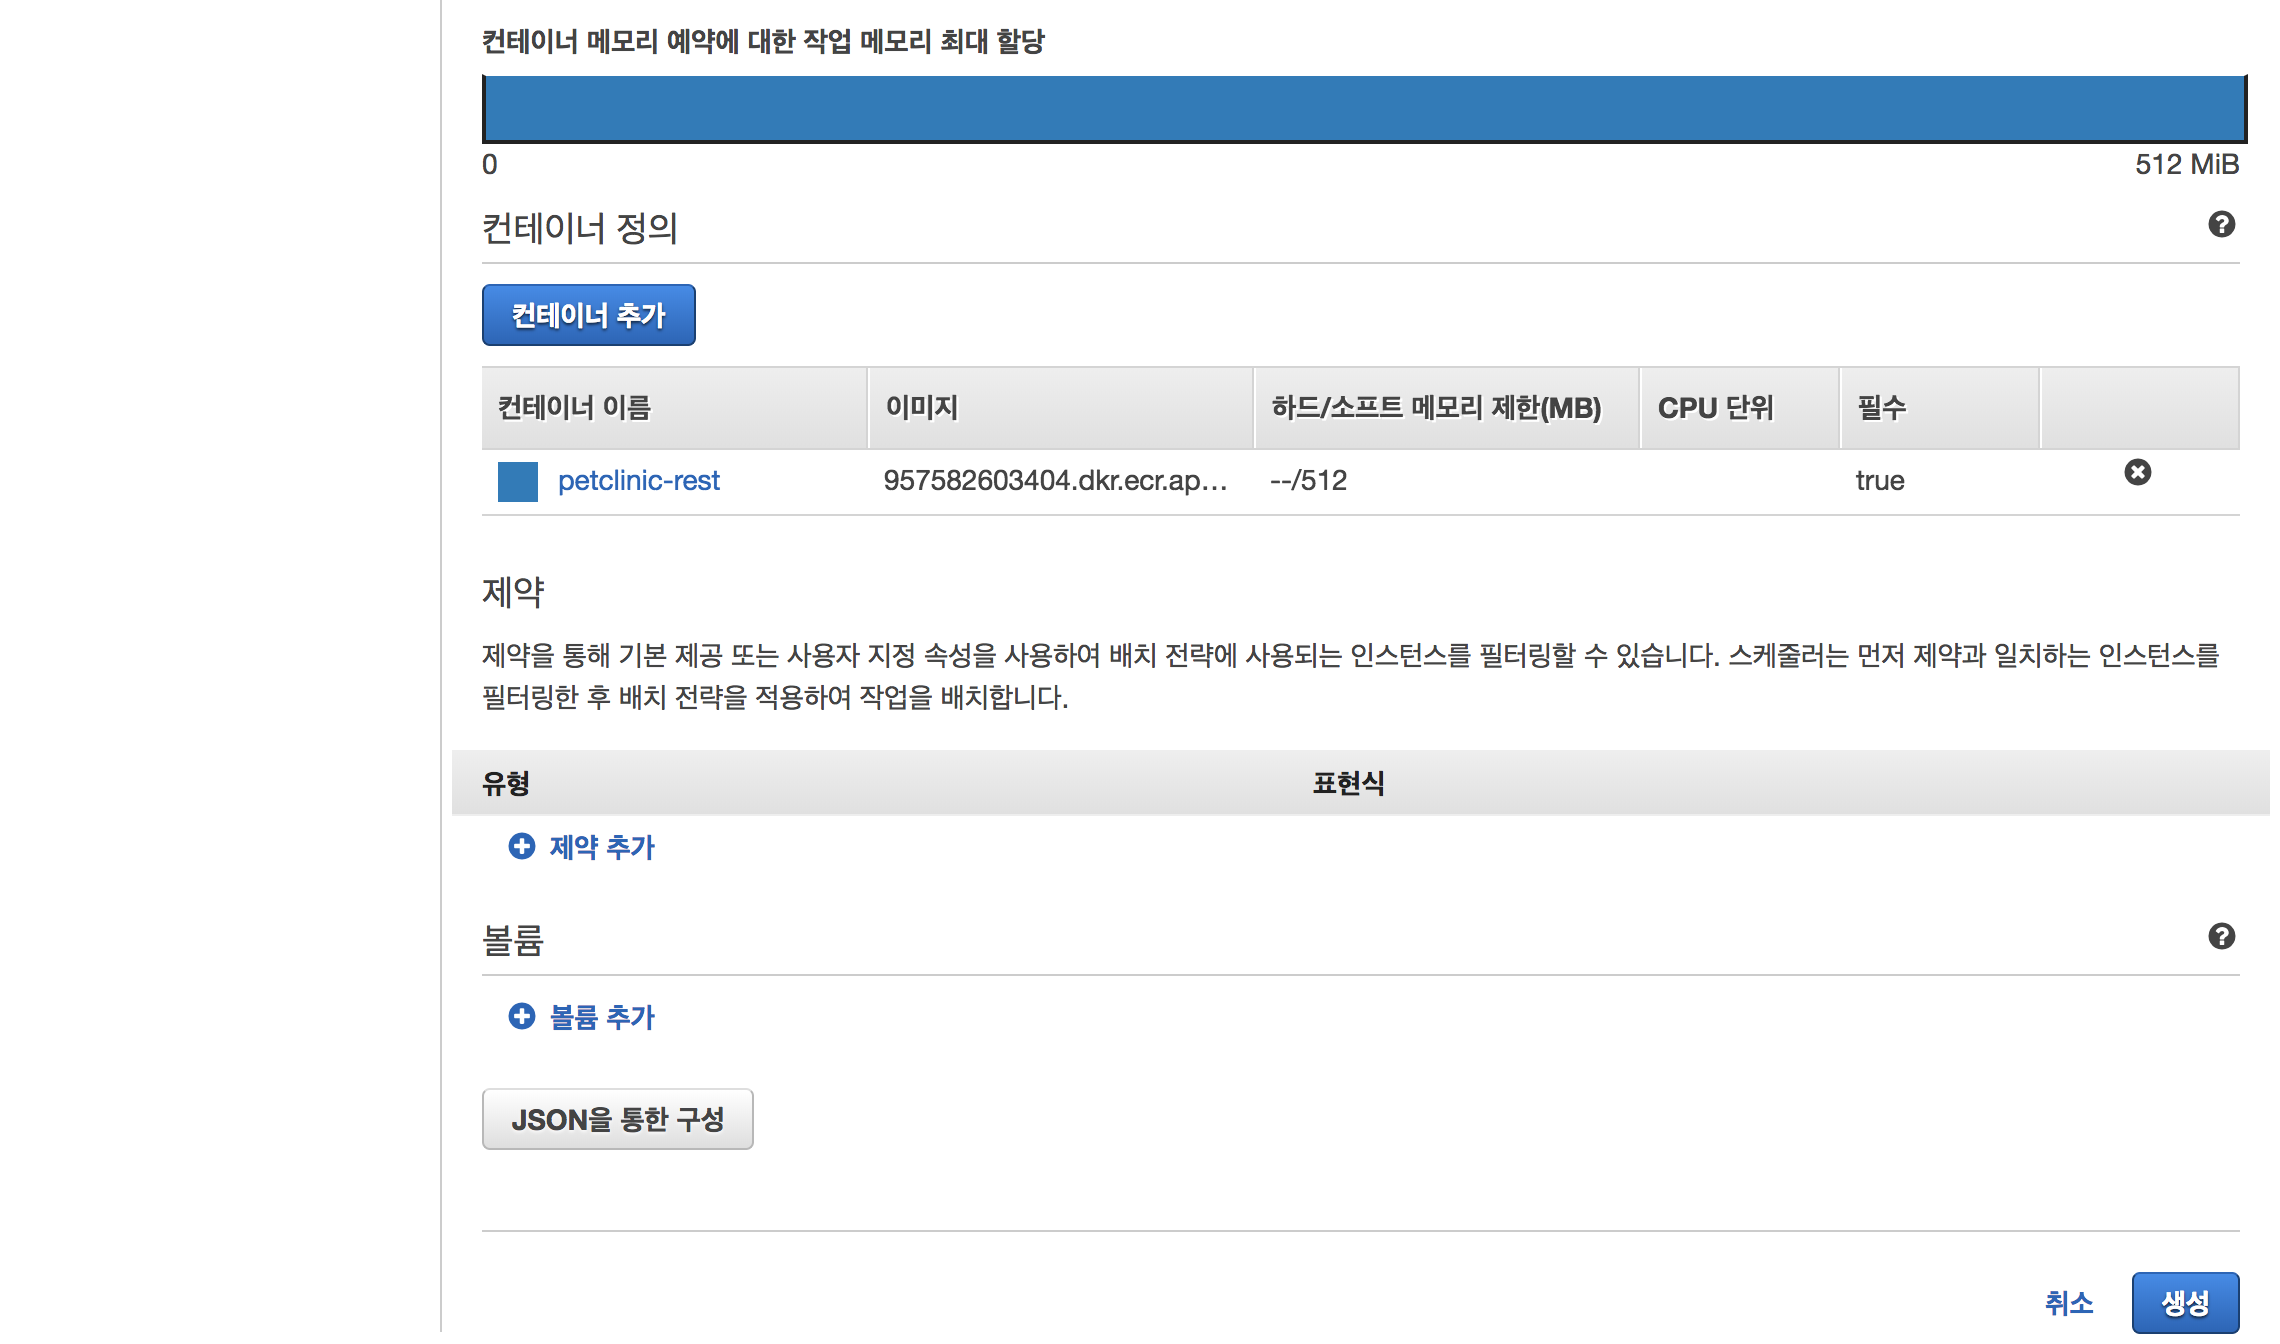 컨테이너 메모리 예약에 대한 작업 메모리 최대 할당
0 512 MiB
컨테이너 정의
컨테이너 추가
컨테이너 이름 이미지 하드/소프트 메모리 제한(MB) CPU 단위 필수
petclinic-rest 957582603404.dkr.ecr.ap... --/512 true
제약
제약을 통해 기본 제공 또는 사용자 지정 속성을 사용하여 배치 전략에 사용되는 인스턴스를 필터링할 수 있습니다. 스케줄러는 먼저 제약과 일치하는 인스턴스를
필터링한 후 배치 전략을 적용하여 작업을 배치합니다.
유형 표현식
제약 추가
볼륨
볼륨 추가
JSON을 통한 구성
취소 생성